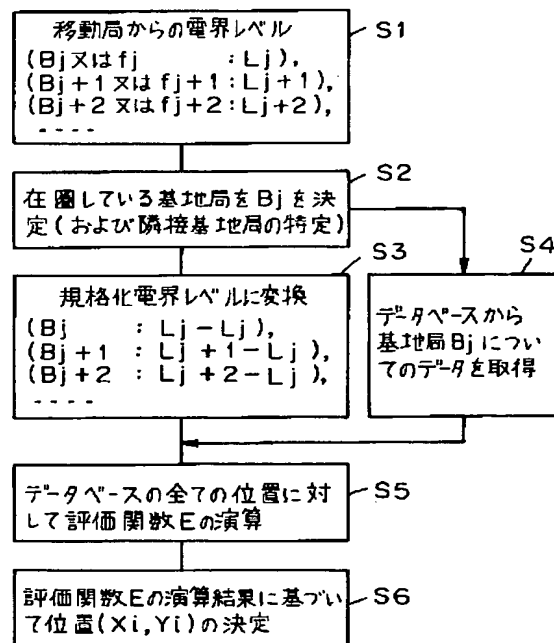 移動局からの電界レベル
S1
(Bj又はfj :Lj),
(Bj+1又はfj+1:Lj+1),
(Bj+2又はfj+2:Lj+2),
----
S2
在圏している基地局をBjを決
定(および隣接基地局の特定)
S3
S4
規格化電界レベルに変換
(Bj :Lj-Lj),
(Bj+1 :Lj+1-Lj),
(Bj+2 :Lj+2-Lj),
----
データベースから
基地局Bjについ
てのデータを取得
データベースの全ての位置に対
して評価関数Eの演算
S5
評価関数Eの演算結果に基づい
て位置(Xi,Yi)の決定
S6